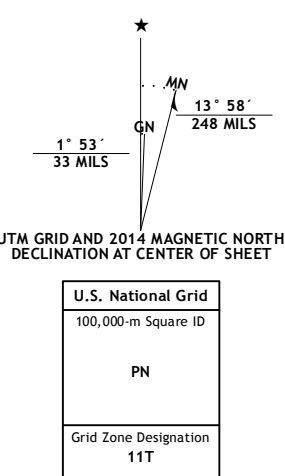 ★
MN
13° 58´
248 MILS
GN
1° 53´
33 MILS
UTM GRID AND 2014 MAGNETIC NORTH
DECLINATION AT CENTER OF SHEET
U.S. National Grid
100,000-m Square ID
PN
Grid Zone Designation
11T